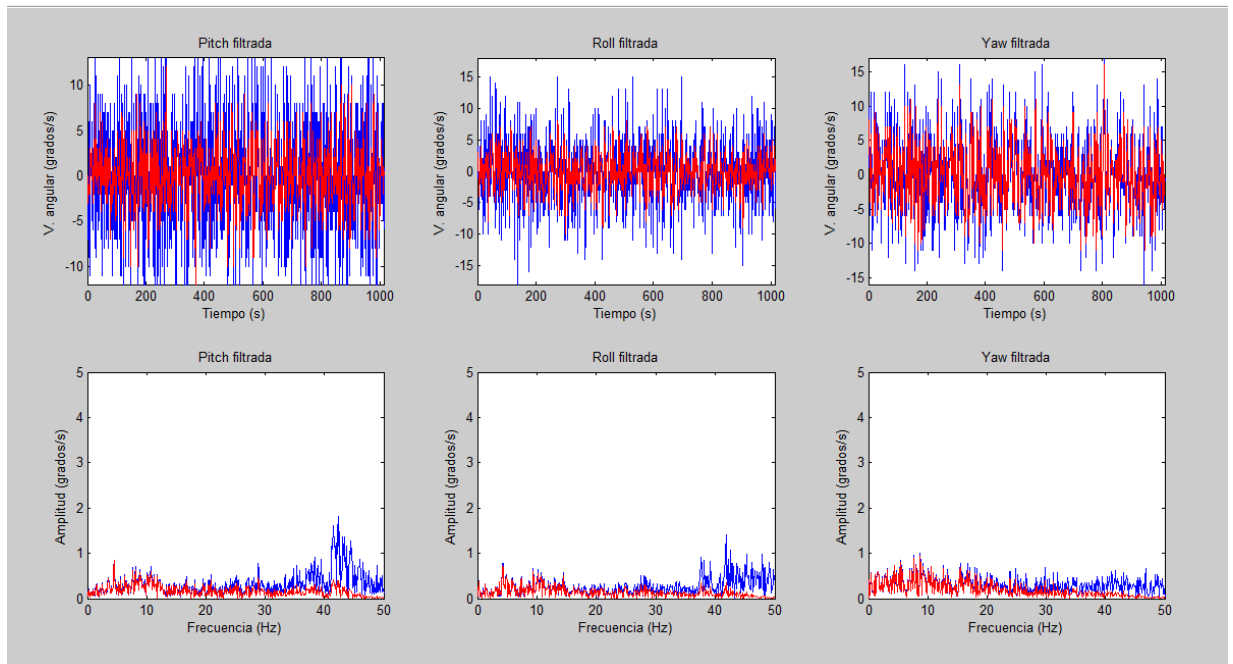 Pitch filtrada
V. angular (grados/s)
10
5
0
-5
-10
0 200 400 600 800 1000
Tiempo (s)
Roll filtrada
V. angular (grados/s)
15
10
5
0
-5
-10
-15
0 200 400 600 800 1000
Tiempo (s)
Yaw filtrada
V. angular (grados/s)
15
10
5
0
-5
-10
-15
0 200 400 600 800 1000
Tiempo (s)
Pitch filtrada
Amplitud (grados/s)
5
4
3
2
1
0
0 10 20 30 40 50
Frecuencia (Hz)
Roll filtrada
Amplitud (grados/s)
5
4
3
2
1
0
0 10 20 30 40 50
Frecuencia (Hz)
Yaw filtrada
Amplitud (grados/s)
5
4
3
2
1
0
0 10 20 30 40 50
Frecuencia (Hz)